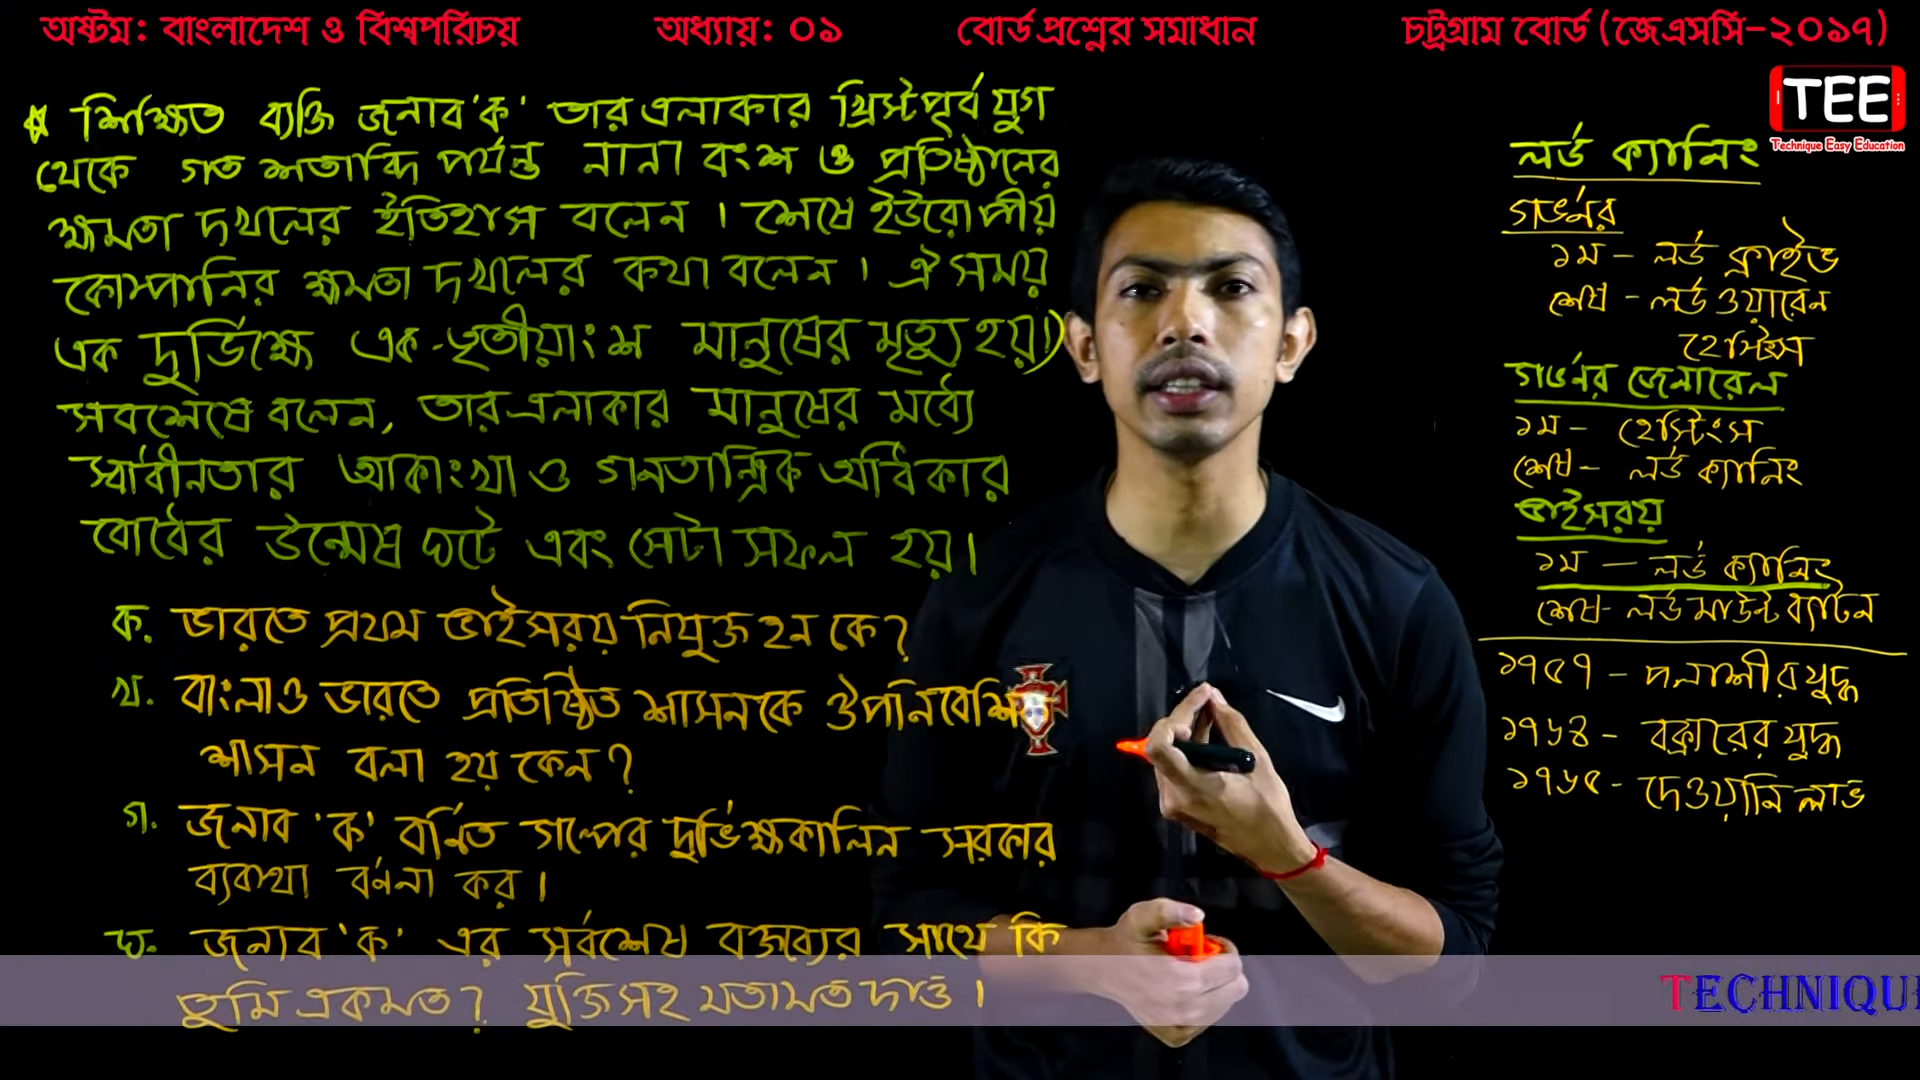 অষ্টম: বাংলাদেশ ও বিশ্বপরিচয়
অধ্যায়: ০১
বোর্ড প্রশ্নের সমাধান
চট্রগ্রাম বোর্ড (জেএসসি-২০১৭)
TEE
Technique Easy Education
শিক্ষিত ব্যক্তি জনাব 'ক' তার এলাকার খ্রিস্টপূর্ব যুগ
থেকে গত শতাব্দি পর্যন্ত নানা বংশ ও প্রতিষ্ঠানের
ক্ষমতা দখলের ইতিহাস বলেন । শেষে ইউরোপীয়
কোম্পানির ক্ষমতা দখলের কথা বলেন । ঐ সময়
এক দুর্ভিক্ষে এক-তৃতীয়াংশ মানুষের মৃত্যু হয়।)
সবশেষে বলেন, তার এলাকার মানুষের মধ্যে
স্বাধীনতার আকাংখা ও গনতান্ত্রিক অধিকার
বোধের উন্মেষ ঘটে এবং সেটা সফল হয়।
ক. ভারতে প্রথম ভাইসরয় নিযুক্ত হন কে?
খ. বাংলা ও ভারতে প্রতিষ্ঠিত শাসনকে ঔপনিবেশিক
শাসন বলা হয় কেন?
গ. জনাব 'ক' বর্নিত গল্পের দুর্ভিক্ষকালিন সরকার
ব্যবস্থা বর্ণনা কর ।
ঘ. জনাব 'ক' এর সর্বশেষ বক্তব্যের সাথে কি
তুমি একমত? যুক্তিসহ মতামত দাও ।
লর্ড ক্যানিং
গভর্নর
১ম - লর্ড ক্লাইভ
শেষ - লর্ড ওয়ারেন
হেস্টিংস
গভর্নর জেনারেল
১ম - হেস্টিংস
শেষ - লর্ড ক্যানিং
ভাইসরয়
১ম - লর্ড ক্যানিং
শেষ- লর্ড মাউন্ট ব্যাটন
১৭৫৭ - পলাশীর যুদ্ধ
১৭৬৪ - বক্সারের যুদ্ধ
১৭৬৫ - দেওয়ানি লাভ
TECHNIQU